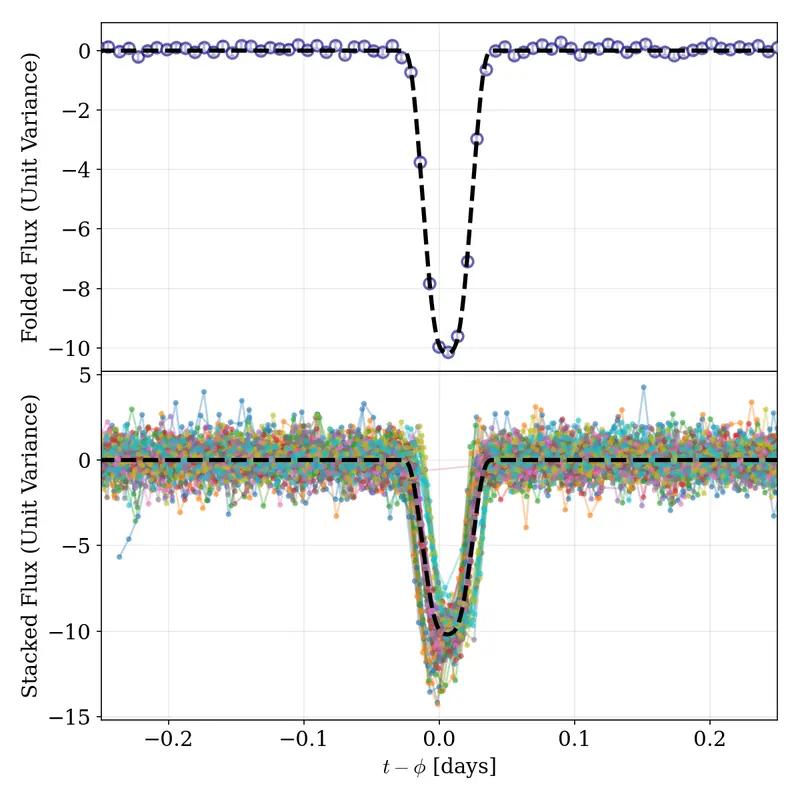 0
−2
−4
−6
−8
−10
Folded Flux (Unit Variance)
5
0
−5
−10
−15
Stacked Flux (Unit Variance)
−0.2 −0.1 0.0 0.1 0.2
t − ϕ [days]